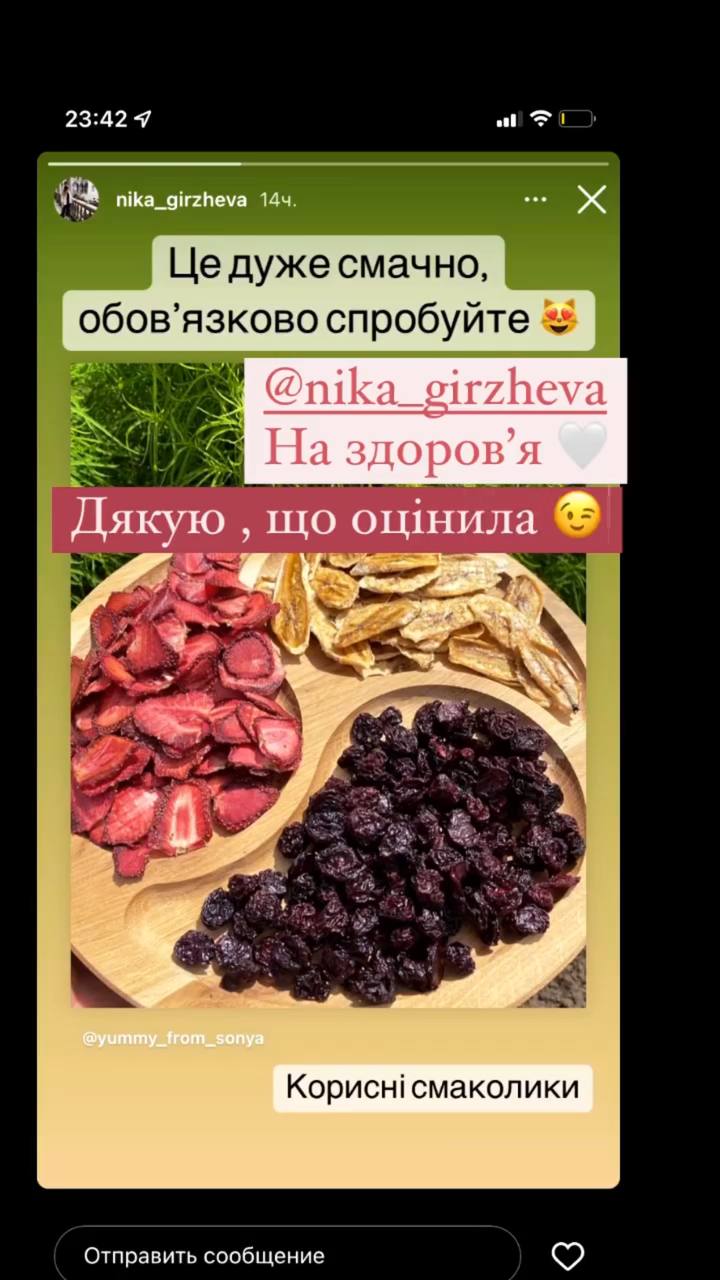 23:42
nika_girzheva 14ч.
Це дуже смачно,
обов’язково спробуйте 😻
@nika_girzheva
На здоров’я 🤍
Дякую , що оцінила 😉
@yummy_from_sonya
Корисні смаколики
Отправить сообщение